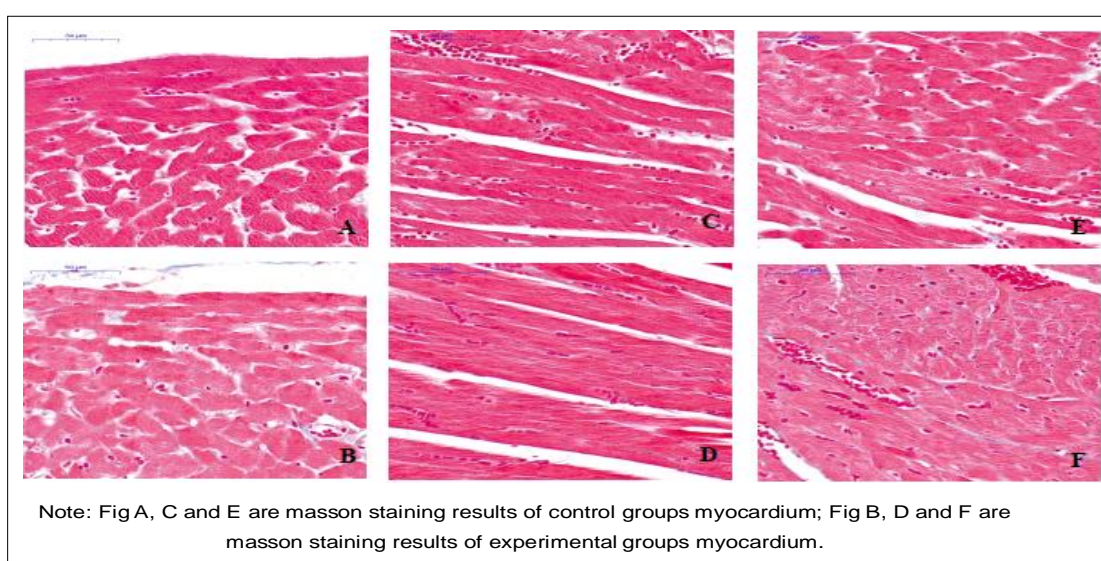 A
C
E
B
D
F
Note: Fig A, C and E are masson staining results of control groups myocardium; Fig B, D and F are
masson staining results of experimental groups myocardium.